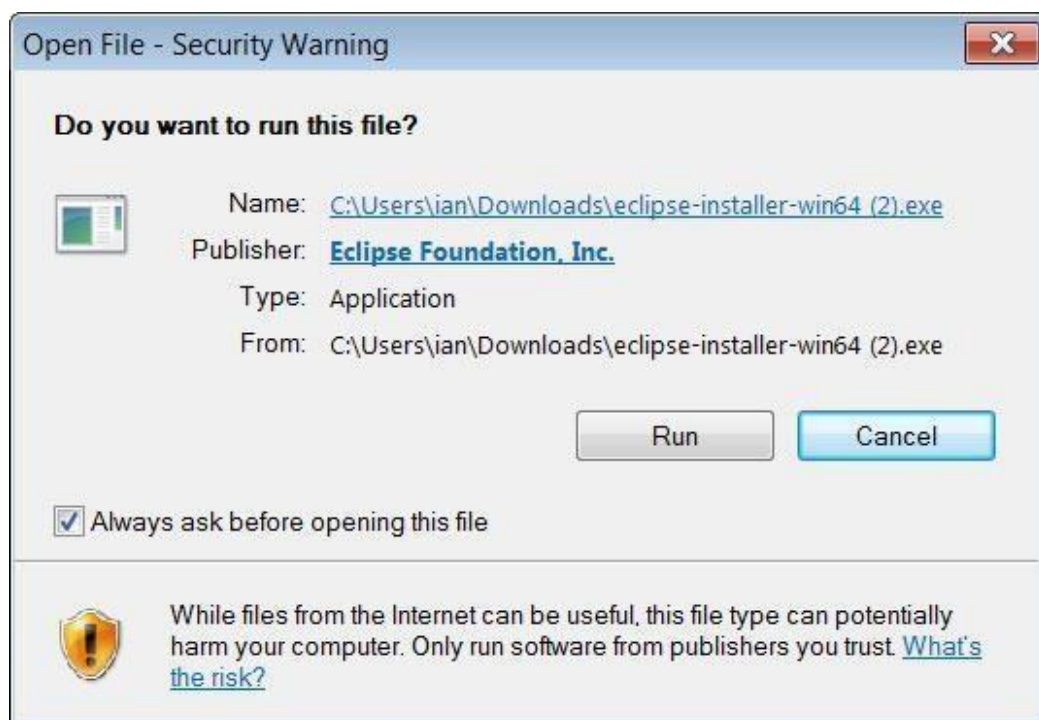 Open File - Security Warning
Do you want to run this file?
Name: C:\Users\ian\Downloads\eclipse-installer-win64 (2).exe
Publisher: Eclipse Foundation, Inc.
Type: Application
From: C:\Users\ian\Downloads\eclipse-installer-win64 (2).exe
Run Cancel
Always ask before opening this file
While files from the Internet can be useful, this file type can potentially
harm your computer. Only run software from publishers you trust. What's
the risk?